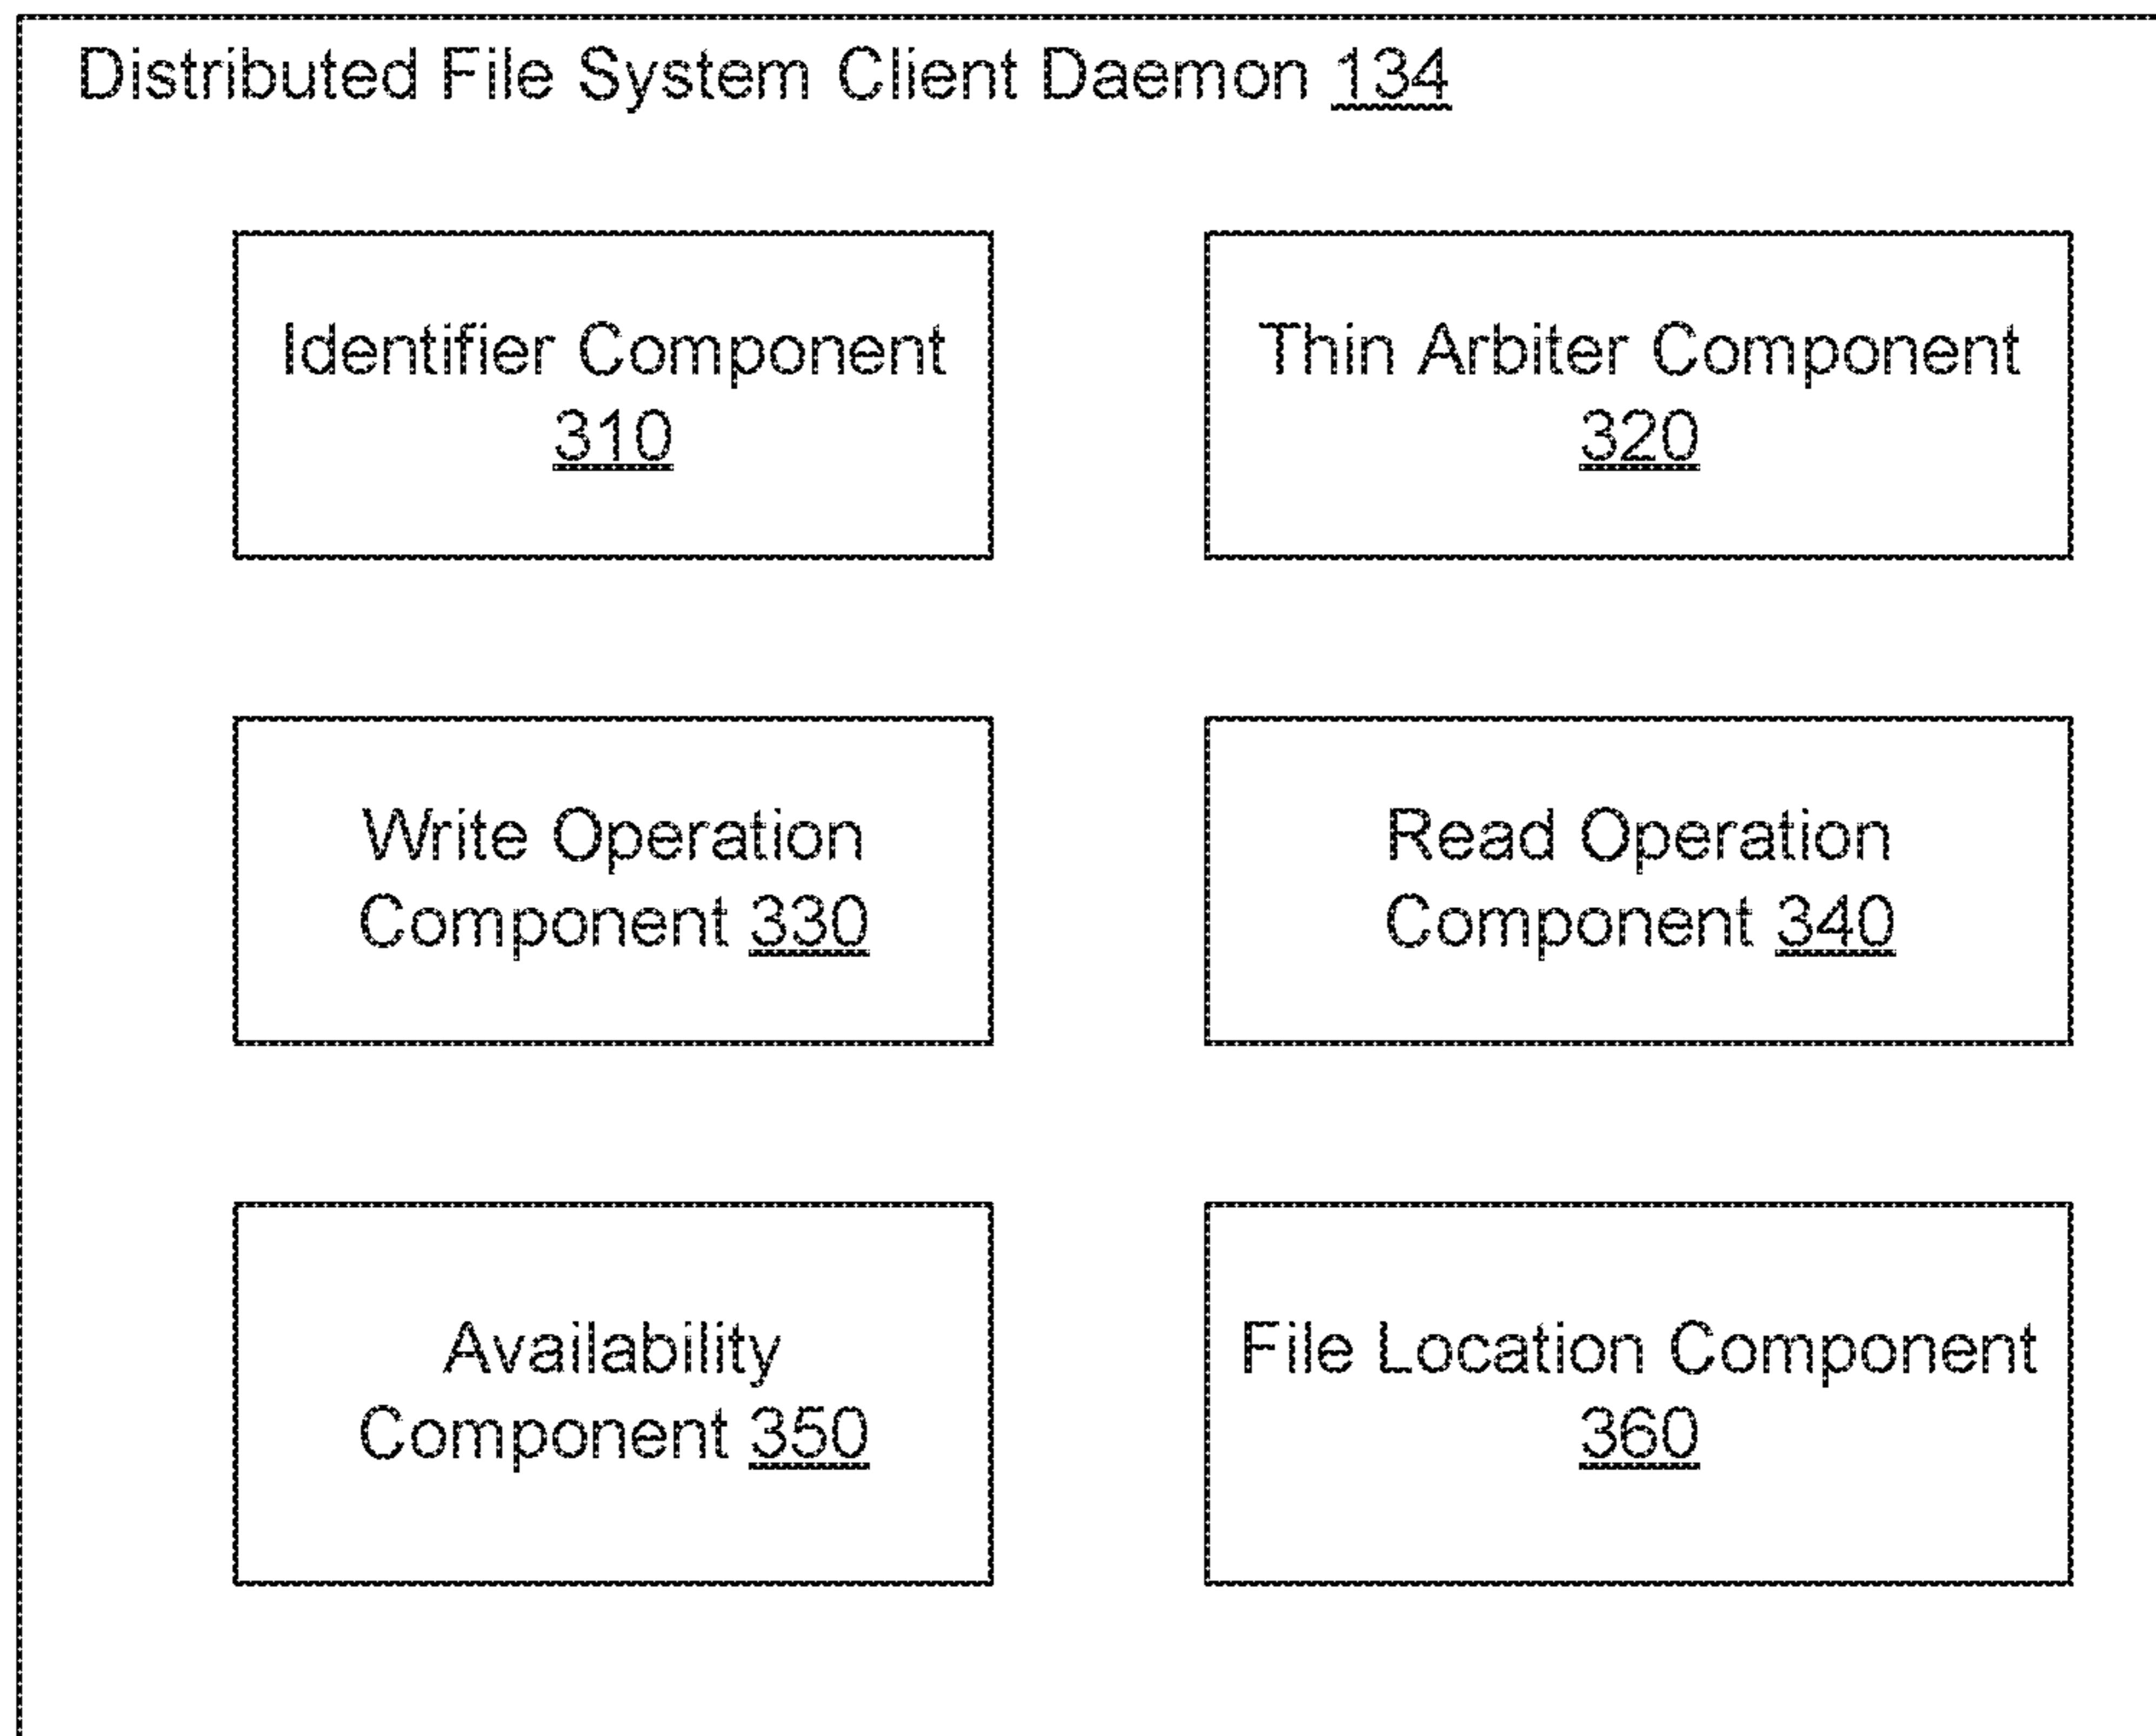 Distributed File System Client Daemon 134
Identifier Component
310
Thin Arbiter Component
320
Write Operation
Component 330
Read Operation
Component 340
Availability
Component 350
File Location Component
360